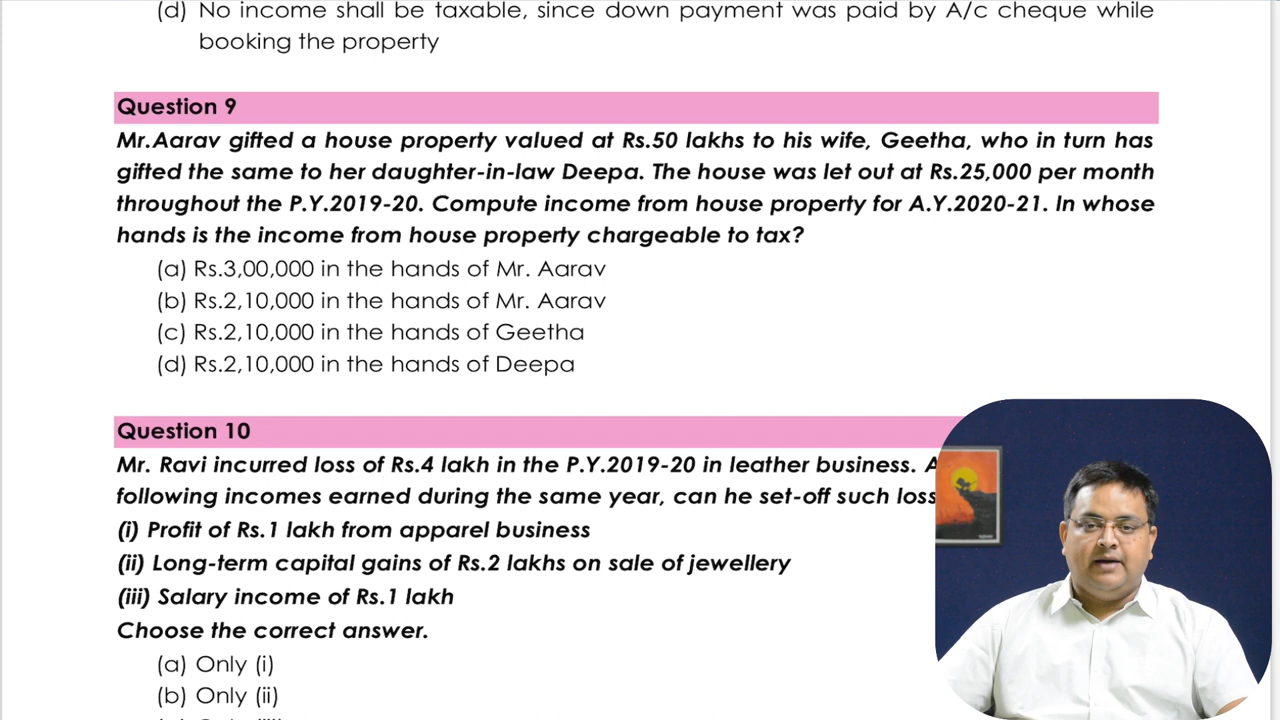 (d) No income shall be taxable, since down payment was paid by A/c cheque while
booking the property
Question 9
Mr.Aarav gifted a house property valued at Rs.50 lakhs to his wife, Geetha, who in turn has
gifted the same to her daughter-in-law Deepa. The house was let out at Rs.25,000 per month
throughout the P.Y.2019-20. Compute income from house property for A.Y.2020-21. In whose
hands is the income from house property chargeable to tax?
(a) Rs.3,00,000 in the hands of Mr. Aarav
(b) Rs.2,10,000 in the hands of Mr. Aarav
(c) Rs.2,10,000 in the hands of Geetha
(d) Rs.2,10,000 in the hands of Deepa
Question 10
Mr. Ravi incurred loss of Rs.4 lakh in the P.Y.2019-20 in leather business.
following incomes earned during the same year, can he set-off such loss
(i) Profit of Rs.1 lakh from apparel business
(ii) Long-term capital gains of Rs.2 lakhs on sale of jewellery
(iii) Salary income of Rs.1 lakh
Choose the correct answer.
(a) Only (i)
(b) Only (ii)